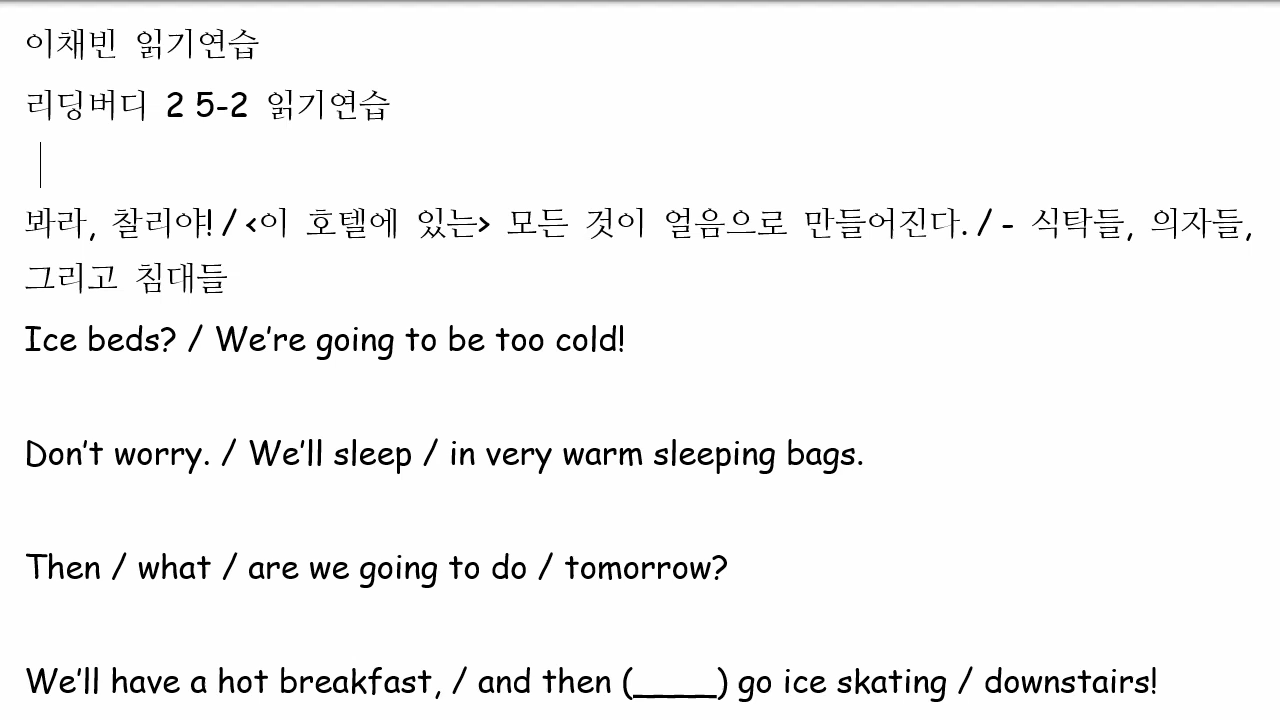 이채빈 읽기연습
리딩버디 2 5-2 읽기연습
봐라, 찰리야! / <이 호텔에 있는> 모든 것이 얼음으로 만들어진다. / - 식탁들, 의자들,
그리고 침대들
Ice beds? / We’re going to be too cold!
Don’t worry. / We’ll sleep / in very warm sleeping bags.
Then / what / are we going to do / tomorrow?
We’ll have a hot breakfast, / and then (____) go ice skating / downstairs!